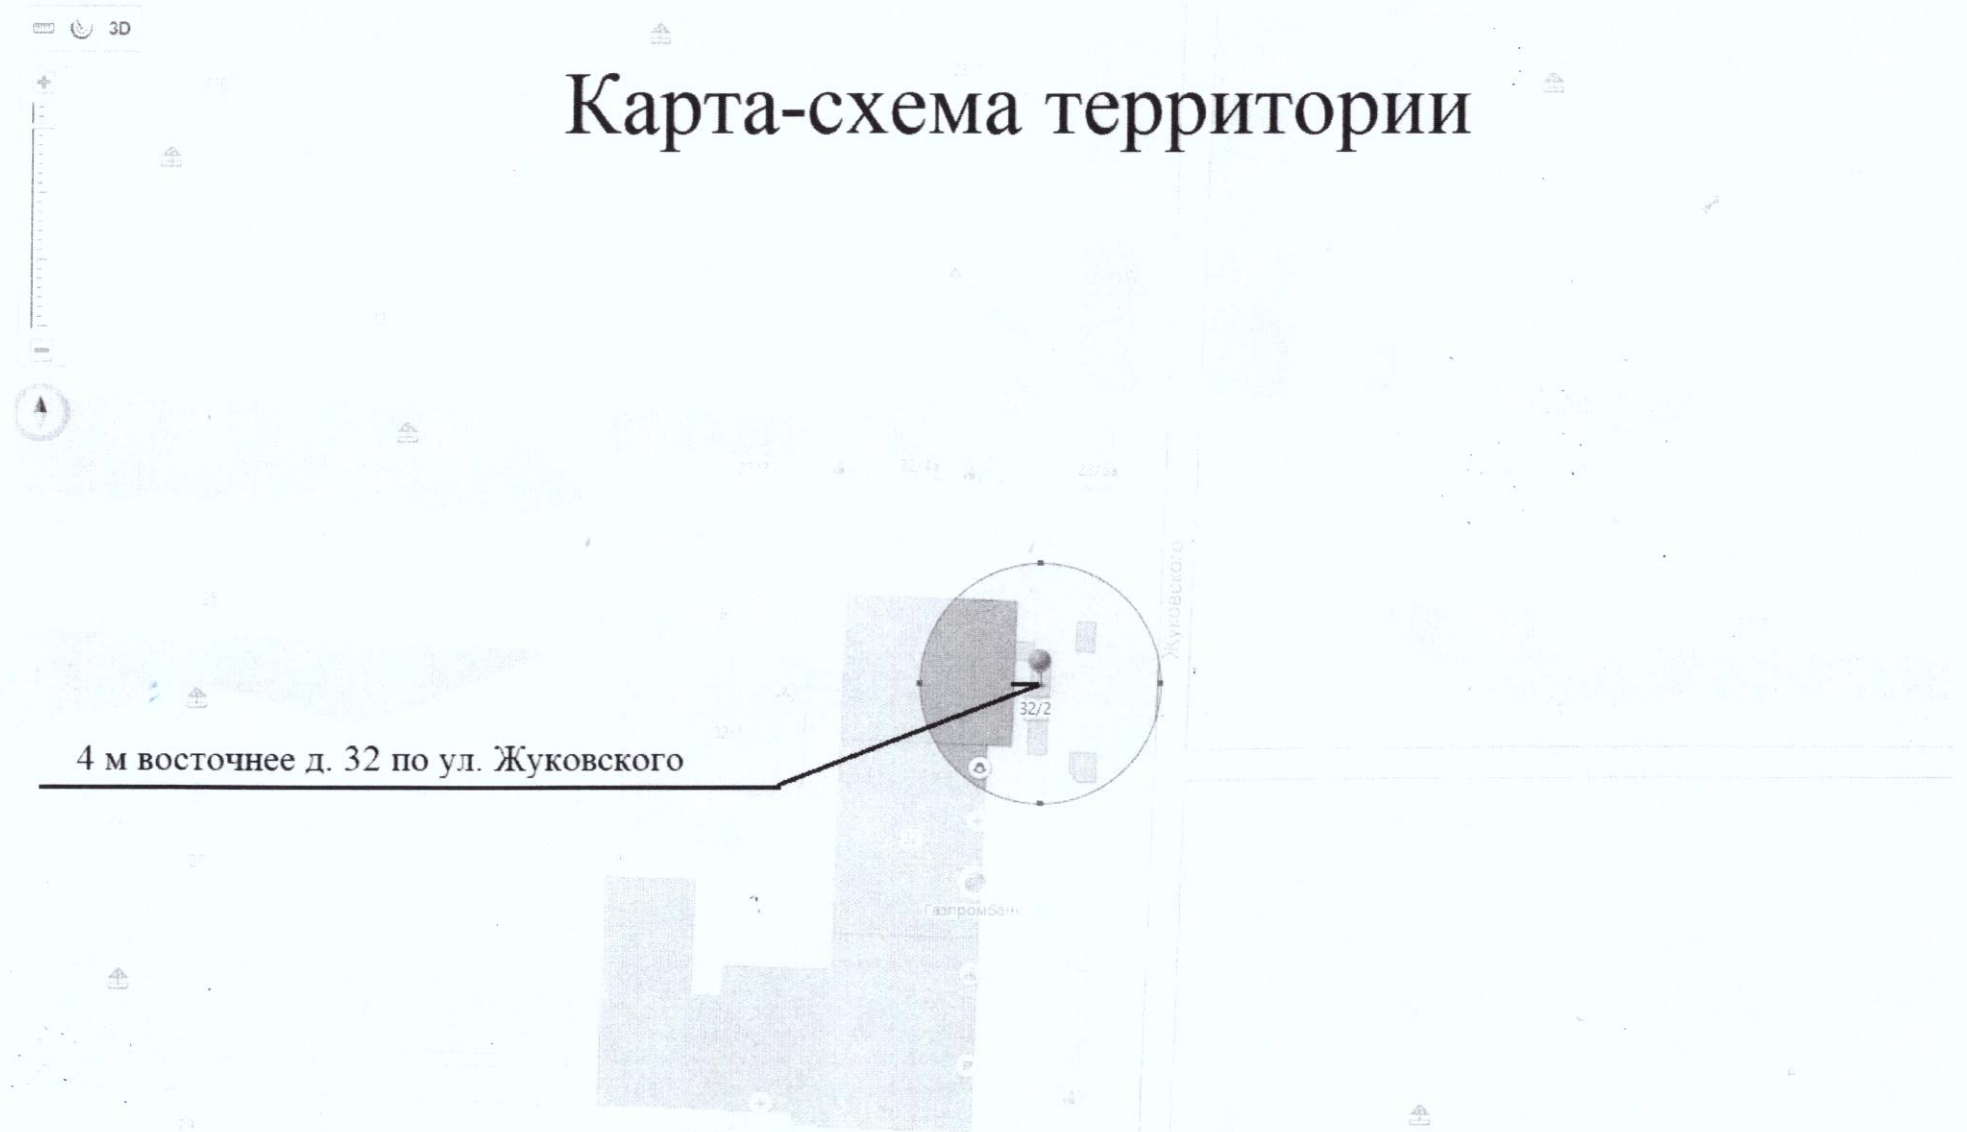 3D
Карта-схема территории
Жуковского
32/2
4 м восточнее д. 32 по ул. Жуковского
Газпромбанк